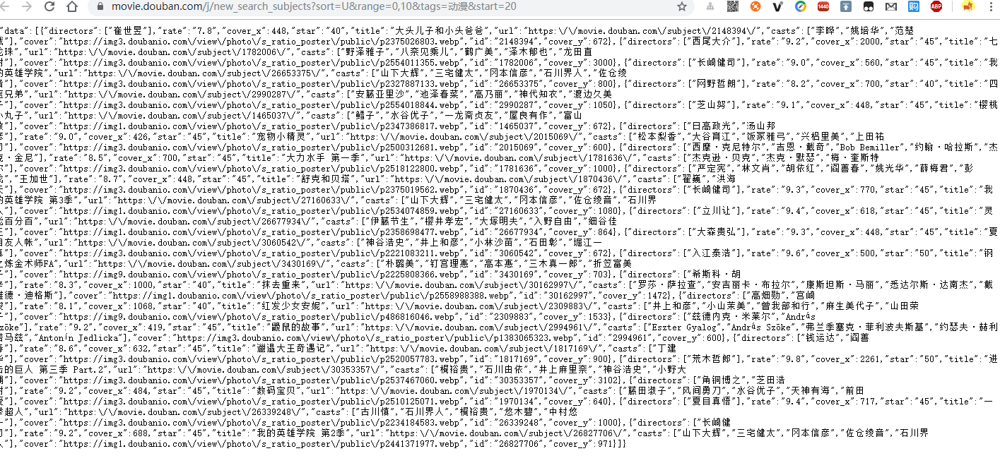 movie.douban.com/j/new_search_subjects?sort=U&range=0,10&tags=动漫&start=20
1440
ABP
"data":[{"directors":["崔世昱"],"rate":"7.8","cover_x":448,"star":"40","title":"大头儿子和小头爸爸","url":"https:\/\/movie.douban.com\/subject\/2148394\/","casts":["李晔","姚培华","范楚
"],"cover":"https://img3.doubanio.com\/view\/photo\/s_ratio_poster\/public\/p2375026803.webp","id":"2148394","cover_y":672},{"directors":["西尾大介"],"rate":"9.2","cover_x":2000,"star":"45","title":"七
龙珠","url":"https:\/\/movie.douban.com\/subject\/1782006\/","casts":["野泽雅子","八奈见乘儿","鹤广美","泽木郁也","龙田直
"],"cover":"https://img3.doubanio.com\/view\/photo\/s_ratio_poster\/public\/p2554011355.webp","id":"1782006","cover_y":3000},{"directors":["长崎健司"],"rate":"9.0","cover_x":560,"star":"45","title":"我
的英雄学院","url":"https:\/\/movie.douban.com\/subject\/26653375\/","casts":["山下大辉","三宅健太","冈本信彦","石川界人","佐仓绫
"],"cover":"https://img3.doubanio.com\/view\/photo\/s_ratio_poster\/public\/p2327887133.webp","id":"26653375","cover_y":800},{"directors":["网野哲朗"],"rate":"8.2","cover_x":700,"star":"40","title":"四
驱兄弟","url":"https:\/\/movie.douban.com\/subject\/2990287\/","casts":["安藤亚里沙","池泽春菜","高乃丽","神代知衣","渡边久美
子"],"cover":"https://img3.doubanio.com\/view\/photo\/s_ratio_poster\/public\/p2554018844.webp","id":"2990287","cover_y":1050},{"directors":["芝山努"],"rate":"9.1","cover_x":448,"star":"45","title":"樱桃
小丸子","url":"https:\/\/movie.douban.com\/subject\/1465037\/","casts":["鳕子","水谷优子","一龙斋贞友","屋良有作","富山
"],"cover":"https://img1.doubanio.com\/view\/photo\/s_ratio_poster\/public\/p2347386817.webp","id":"1465037","cover_y":672},{"directors":["日高政光","汤山邦
"],"rate":"9.0","cover_x":426,"star":"45","title":"宠物小精灵","url":"https:\/\/movie.douban.com\/subject\/2015069\/","casts":["松本梨香","大谷育江","饭冢雅弓","兴梠里美","上田祐
司"],"cover":"https://img3.doubanio.com\/view\/photo\/s_ratio_poster\/public\/p2500312681.webp","id":"2015069","cover_y":600},{"directors":["西摩·克尼特尔","吉恩·戴奇","Bob Bemiller","约翰·哈拉斯","杰
克·金尼"],"rate":"8.5","cover_x":700,"star":"45","title":"大力水手 第一季","url":"https:\/\/movie.douban.com\/subject\/1781636\/","casts":["杰克逊·贝克","杰克·默瑟","梅·奎斯特
尔"],"cover":"https://img3.doubanio.com\/view\/photo\/s_ratio_poster\/public\/p2518122800.webp","id":"1781636","cover_y":1000},{"directors":["严定宪","林文肖","胡依红","阎善春","姚光华","薛梅君","彭
","王加世"],"rate":"8.7","cover_x":448,"star":"45","title":"舒克和贝塔","url":"https:\/\/movie.douban.com\/subject\/1870436\/","casts":["翟巍","洪海
天"],"cover":"https://img3.doubanio.com\/view\/photo\/s_ratio_poster\/public\/p2375019562.webp","id":"1870436","cover_y":672},{"directors":["长崎健司"],"rate":"9.3","cover_x":770,"star":"45","title":"我
的英雄学院 第3季","url":"https:\/\/movie.douban.com\/subject\/27160633\/","casts":["山下大辉","三宅健太","冈本信彦","佐仓绫音","石川界
人"],"cover":"https://img1.doubanio.com\/view\/photo\/s_ratio_poster\/public\/p2534074859.webp","id":"27160633","cover_y":1080},{"directors":["立川让"],"rate":"9.4","cover_x":618,"star":"45","title":"灵
能百分百","url":"https:\/\/movie.douban.com\/subject\/26677934\/","casts":["伊藤节生","樱井孝宏","大塚明夫","入野自由","细谷佳
正"],"cover":"https://img1.doubanio.com\/view\/photo\/s_ratio_poster\/public\/p2358698477.webp","id":"26677934","cover_y":864},{"directors":["大森贵弘"],"rate":"9.3","cover_x":448,"star":"45","title":"夏
目友人帐","url":"https:\/\/movie.douban.com\/subject\/3060542\/","casts":["神谷浩史","井上和彦","小林沙苗","石田彰","堀江一
真"],"cover":"https://img3.doubanio.com\/view\/photo\/s_ratio_poster\/public\/p2221083211.webp","id":"3060542","cover_y":672},{"directors":["入江泰浩"],"rate":"9.6","cover_x":500,"star":"50","title":"钢
之炼金术师FA","url":"https:\/\/movie.douban.com\/subject\/3430169\/","casts":["朴璐美","钉宫理惠","高本惠","三木真一郎","折笠富美
子"],"cover":"https://img9.doubanio.com\/view\/photo\/s_ratio_poster\/public\/p2225808366.webp","id":"3430169","cover_y":703},{"directors":["希斯科·胡
"],"rate":"8.3","cover_x":1000,"star":"40","title":"抹去重来","url":"https:\/\/movie.douban.com\/subject\/30162997\/","casts":["罗莎·萨拉查","安吉丽卡·布拉尔","康斯坦斯·马丽","悉达尔斯·达南杰","戴
维德·迪格斯"],"cover":"https://img3.doubanio.com\/view\/photo\/s_ratio_poster\/public\/p2558988388.webp","id":"30162997","cover_y":1472},{"directors":["高畑勋","宫崎
骏"],"rate":"8.1","cover_x":1068,"star":"40","title":"红发少女安妮","url":"https:\/\/movie.douban.com\/subject\/2309883\/","casts":["井上和彦","小山茉美","曾我部和行","麻生美代子","山田荣
子"],"cover":"https://img9.doubanio.com\/view\/photo\/s_ratio_poster\/public\/p486816046.webp","id":"2309883","cover_y":1533},{"directors":["兹德内克·米莱尔","András
Szőke"],"rate":"9.2","cover_x":419,"star":"45","title":"鼹鼠的故事","url":"https:\/\/movie.douban.com\/subject\/2994961\/","casts":["Eszter Gyalog","András Szőke","弗兰季塞克·菲利波夫斯基","约瑟夫·赫利
诺马兹","Antonín Jedlicka"],"cover":"https://img3.doubanio.com\/view\/photo\/s_ratio_poster\/public\/p1383065323.webp","id":"2994961","cover_y":600},{"directors":["钱运达","阎善
春"],"rate":"8.6","cover_x":632,"star":"45","title":"邋遢大王奇遇记","url":"https:\/\/movie.douban.com\/subject\/1817169\/","casts":["丁建
华"],"cover":"https://img3.doubanio.com\/view\/photo\/s_ratio_poster\/public\/p2520057783.webp","id":"1817169","cover_y":900},{"directors":["荒木哲郎"],"rate":"9.8","cover_x":2261,"star":"50","title":"进
击的巨人 第三季 Part.2","url":"https:\/\/movie.douban.com\/subject\/30353357\/","casts":["梶裕贵","石川由依","井上麻里奈","神谷浩史","小野大
辅"],"cover":"https://img3.doubanio.com\/view\/photo\/s_ratio_poster\/public\/p2537467060.webp","id":"30353357","cover_y":3102},{"directors":["角铜博之","芝田浩
树"],"rate":"9.2","cover_x":484,"star":"45","title":"数码宝贝","url":"https:\/\/movie.douban.com\/subject\/1970134\/","casts":["藤田淑子","风间勇刀","水谷优子","天神有海","前田
爱"],"cover":"https://img3.doubanio.com\/view\/photo\/s_ratio_poster\/public\/p2510125071.webp","id":"1970134","cover_y":640},{"directors":["夏目真悟"],"rate":"9.4","cover_x":717,"star":"45","title":"一
拳超人","url":"https:\/\/movie.douban.com\/subject\/26339248\/","casts":["古川慎","石川界人","梶裕贵","悠木碧","中村悠
一"],"cover":"https://img3.doubanio.com\/view\/photo\/s_ratio_poster\/public\/p2234184583.webp","id":"26339248","cover_y":1000},{"directors":["长崎健
司"],"rate":"9.2","cover_x":688,"star":"45","title":"我的英雄学院 第2季","url":"https:\/\/movie.douban.com\/subject\/26827706\/","casts":["山下大辉","三宅健太","冈本信彦","佐仓绫音","石川界
人"],"cover":"https://img1.doubanio.com\/view\/photo\/s_ratio_poster\/public\/p2441371977.webp","id":"26827706","cover_y":971}]}